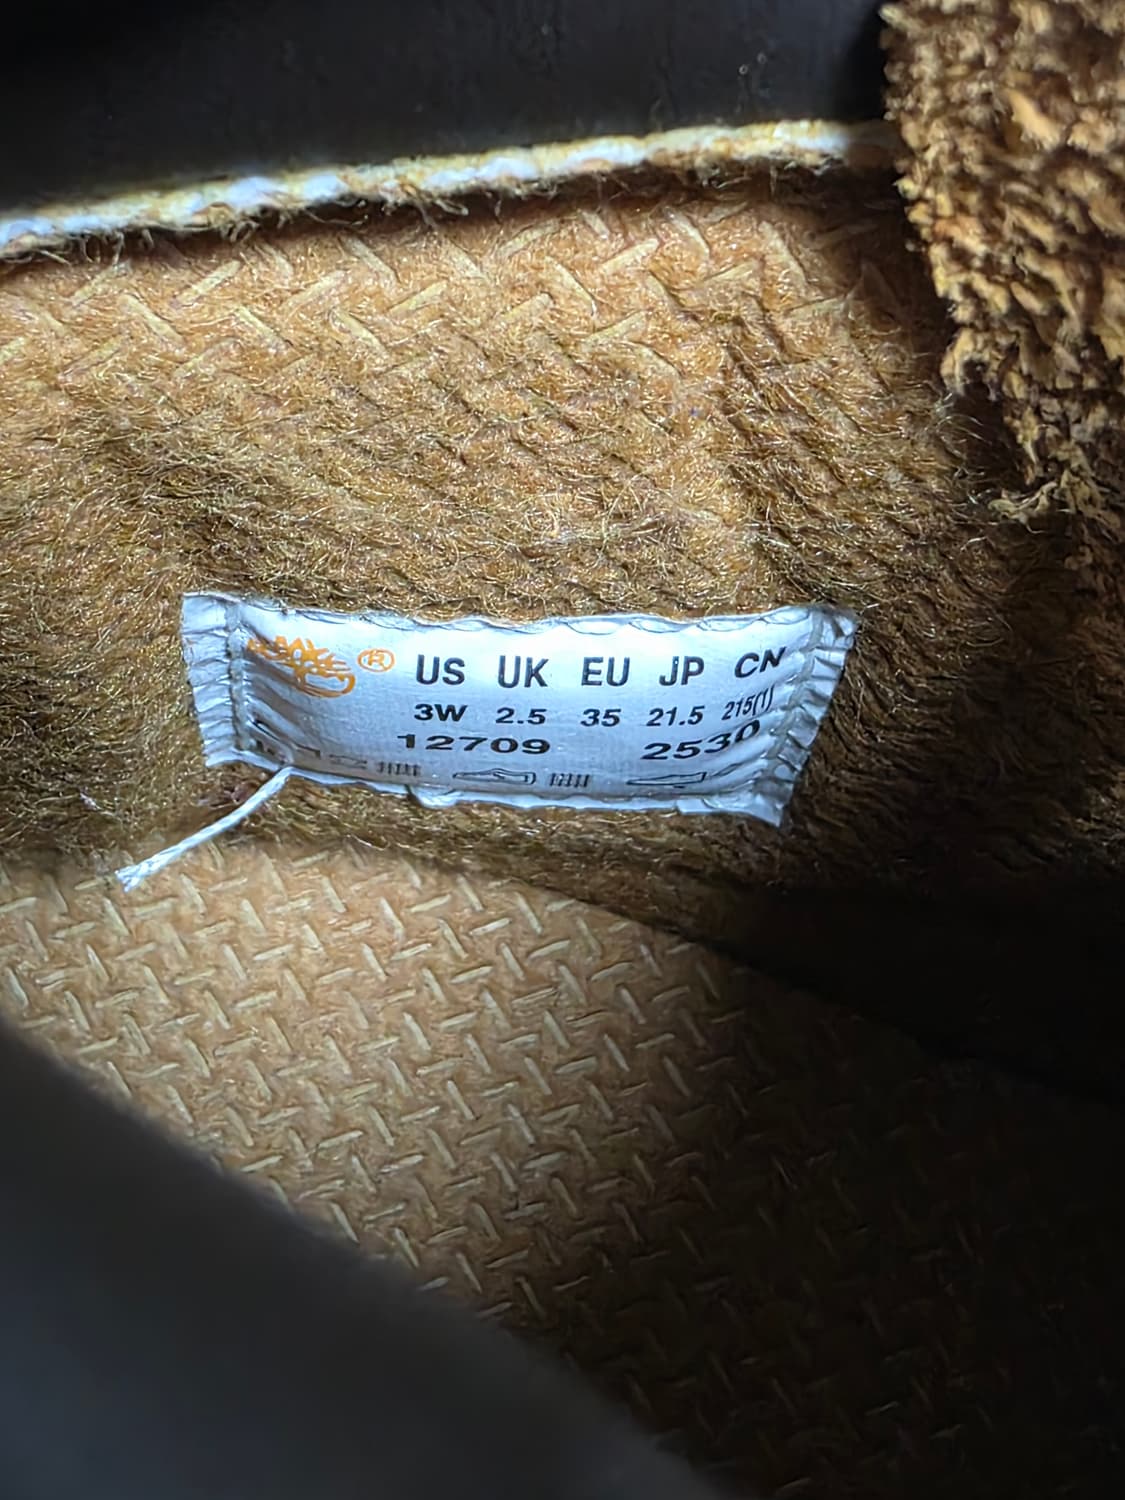 ® US UK EU JP CN
3W 2.5 35 21.5 215(1)
12709 2530